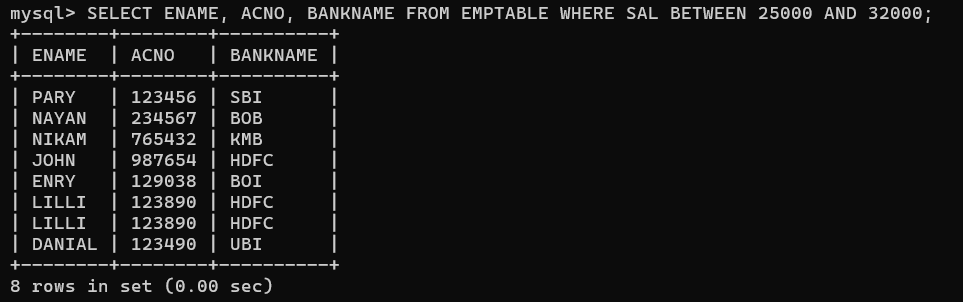 mysql> SELECT ENAME, ACNO, BANKNAME FROM EMPTABLE WHERE SAL BETWEEN 25000 AND 32000;
+--------+--------+----------+
| ENAME  | ACNO   | BANKNAME |
+--------+--------+----------+
| PARY   | 123456 | SBI      |
| NAYAN  | 234567 | BOB      |
| NIKAM  | 765432 | KMB      |
| JOHN   | 987654 | HDFC     |
| ENRY   | 129038 | BOI      |
| LILLI  | 123890 | HDFC     |
| LILLI  | 123890 | HDFC     |
| DANIAL | 123490 | UBI      |
+--------+--------+----------+
8 rows in set (0.00 sec)